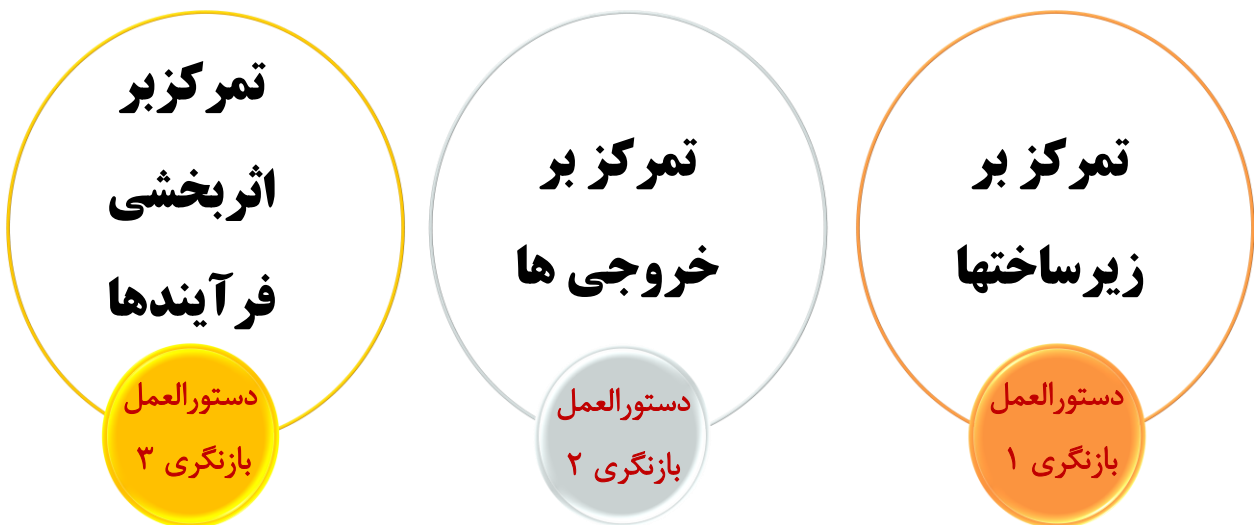 تمرکز بر
زیرساختها
دستورالعمل
بازنگری ۱
تمرکز بر
خروجی ها
دستورالعمل
بازنگری ۲
تمرکزبر
اثربخشی
فرآیندها
دستورالعمل
بازنگری ۳